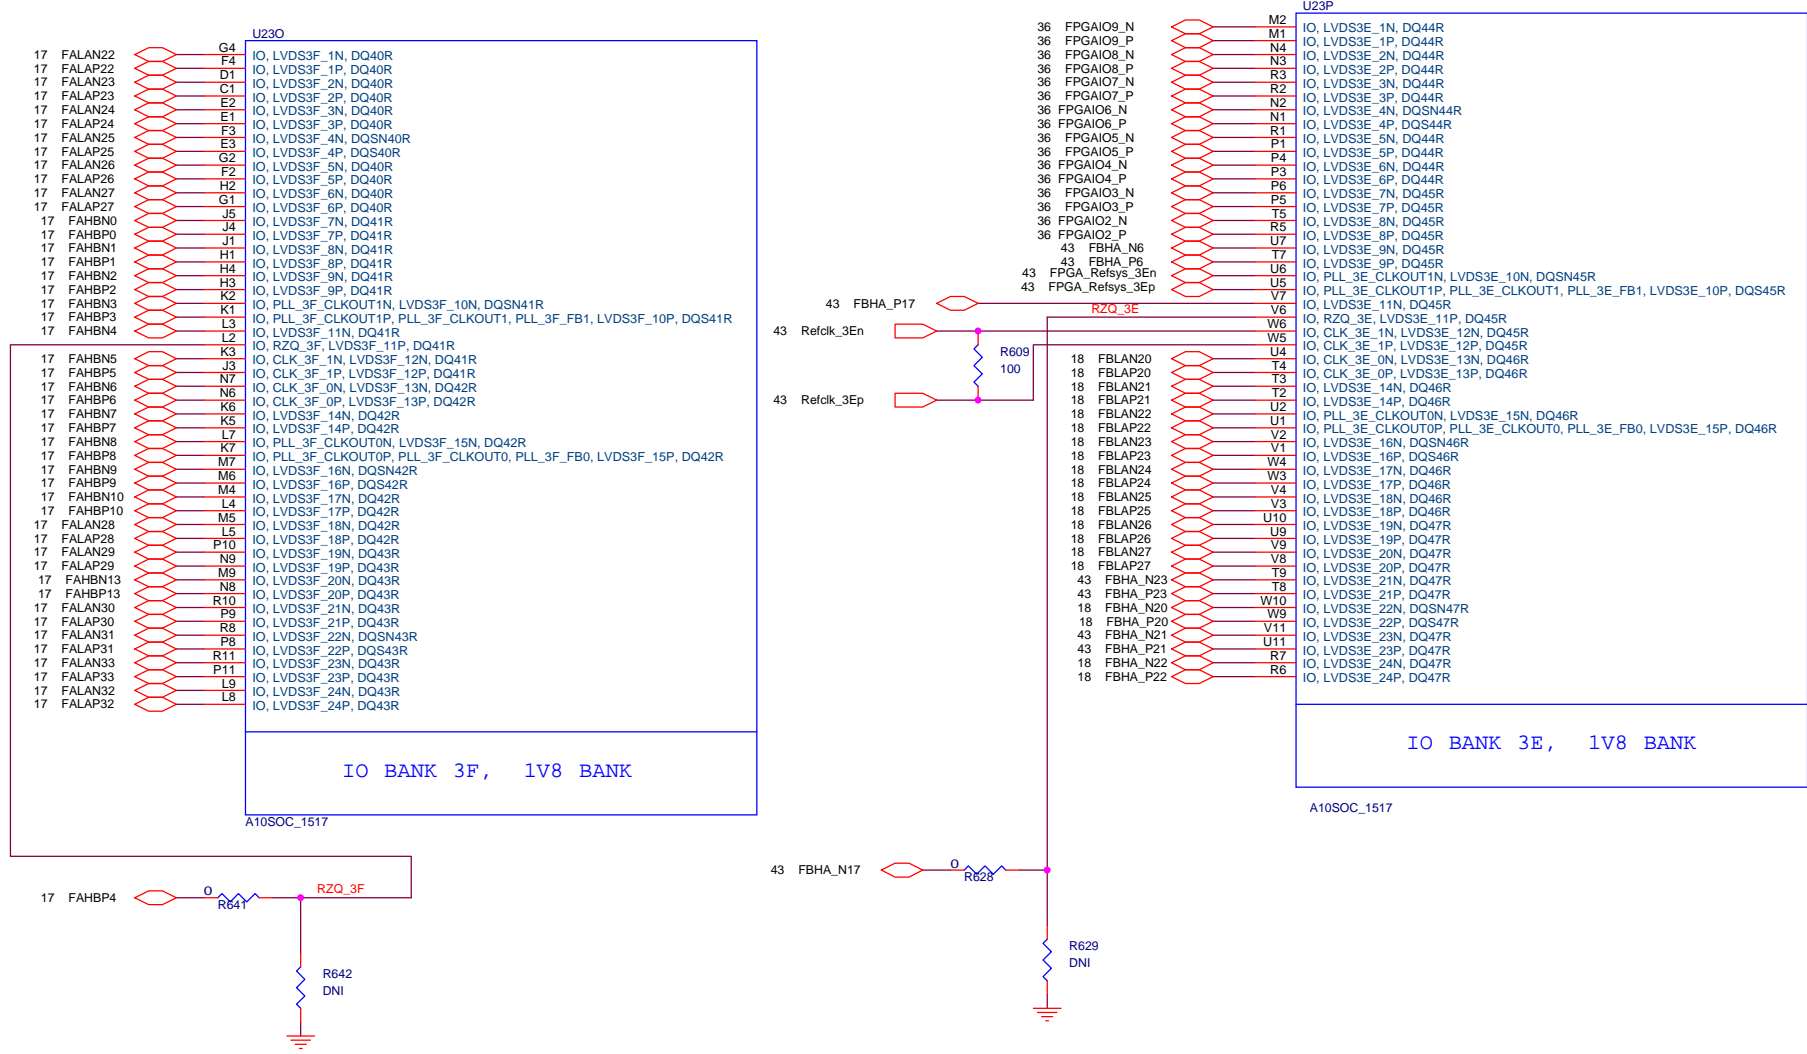 U23O
17 FALAN22 G4 IO, LVDS3F_1N, DQ40R
17 FALAP22 F4 IO, LVDS3F_1P, DQ40R
17 FALAN23 D1 IO, LVDS3F_2N, DQ40R
17 FALAP23 C1 IO, LVDS3F_2P, DQ40R
17 FALAN24 E2 IO, LVDS3F_3N, DQ40R
17 FALAP24 E1 IO, LVDS3F_3P, DQ40R
17 FALAN25 F3 IO, LVDS3F_4N, DQSN40R
17 FALAP25 E3 IO, LVDS3F_4P, DQS40R
17 FALAN26 G2 IO, LVDS3F_5N, DQ40R
17 FALAP26 F2 IO, LVDS3F_5P, DQ40R
17 FALAN27 H2 IO, LVDS3F_6N, DQ40R
17 FALAP27 G1 IO, LVDS3F_6P, DQ40R
17 FAHBN0 J5 IO, LVDS3F_7N, DQ41R
17 FAHBP0 J4 IO, LVDS3F_7P, DQ41R
17 FAHBN1 J1 IO, LVDS3F_8N, DQ41R
17 FAHBP1 H1 IO, LVDS3F_8P, DQ41R
17 FAHBN2 H4 IO, LVDS3F_9N, DQ41R
17 FAHBP2 H3 IO, LVDS3F_9P, DQ41R
17 FAHBN3 K2 IO, PLL_3F_CLKOUT1N, LVDS3F_10N, DQSN41R
17 FAHBP3 K1 IO, PLL_3F_CLKOUT1P, PLL_3F_CLKOUT1, PLL_3F_FB1, LVDS3F_10P, DQS41R
17 FAHBN4 L3 IO, LVDS3F_11N, DQ41R
L2 IO, RZQ_3F, LVDS3F_11P, DQ41R
17 FAHBN5 K3 IO, CLK_3F_1N, LVDS3F_12N, DQ41R
17 FAHBP5 J3 IO, CLK_3F_1P, LVDS3F_12P, DQ41R
17 FAHBN6 N7 IO, CLK_3F_0N, LVDS3F_13N, DQ42R
17 FAHBP6 N6 IO, CLK_3F_0P, LVDS3F_13P, DQ42R
17 FAHBN7 K6 IO, LVDS3F_14N, DQ42R
17 FAHBP7 K5 IO, LVDS3F_14P, DQ42R
17 FAHBN8 L7 IO, PLL_3F_CLKOUT0N, LVDS3F_15N, DQ42R
17 FAHBP8 K7 IO, PLL_3F_CLKOUT0P, PLL_3F_CLKOUT0, PLL_3F_FB0, LVDS3F_15P, DQ42R
17 FAHBN9 M7 IO, LVDS3F_16N, DQSN42R
17 FAHBP9 M6 IO, LVDS3F_16P, DQS42R
17 FAHBN10 M4 IO, LVDS3F_17N, DQ42R
17 FAHBP10 L4 IO, LVDS3F_17P, DQ42R
17 FALAN28 M5 IO, LVDS3F_18N, DQ42R
17 FALAP28 L5 IO, LVDS3F_18P, DQ42R
17 FALAN29 P10 IO, LVDS3F_19N, DQ43R
17 FALAP29 N9 IO, LVDS3F_19P, DQ43R
17 FAHBN13 M9 IO, LVDS3F_20N, DQ43R
17 FAHBP13 N8 IO, LVDS3F_20P, DQ43R
17 FALAN30 R10 IO, LVDS3F_21N, DQ43R
17 FALAP30 P9 IO, LVDS3F_21P, DQ43R
17 FALAN31 R8 IO, LVDS3F_22N, DQSN43R
17 FALAP31 P8 IO, LVDS3F_22P, DQS43R
17 FALAN33 R11 IO, LVDS3F_23N, DQ43R
17 FALAP33 P11 IO, LVDS3F_23P, DQ43R
17 FALAN32 L9 IO, LVDS3F_24N, DQ43R
17 FALAP32 L8 IO, LVDS3F_24P, DQ43R
IO BANK 3F, 1V8 BANK
A10SOC_1517
17 FAHBP4 0 R641 RZQ_3F
R642
DNI
U23P
36 FPGAIO9_N M2 IO, LVDS3E_1N, DQ44R
36 FPGAIO9_P M1 IO, LVDS3E_1P, DQ44R
36 FPGAIO8_N N4 IO, LVDS3E_2N, DQ44R
36 FPGAIO8_P N3 IO, LVDS3E_2P, DQ44R
36 FPGAIO7_N R3 IO, LVDS3E_3N, DQ44R
36 FPGAIO7_P R2 IO, LVDS3E_3P, DQ44R
36 FPGAIO6_N N2 IO, LVDS3E_4N, DQSN44R
36 FPGAIO6_P N1 IO, LVDS3E_4P, DQS44R
36 FPGAIO5_N R1 IO, LVDS3E_5N, DQ44R
36 FPGAIO5_P P1 IO, LVDS3E_5P, DQ44R
36 FPGAIO4_N P4 IO, LVDS3E_6N, DQ44R
36 FPGAIO4_P P3 IO, LVDS3E_6P, DQ44R
36 FPGAIO3_N P6 IO, LVDS3E_7N, DQ45R
36 FPGAIO3_P P5 IO, LVDS3E_7P, DQ45R
36 FPGAIO2_N T5 IO, LVDS3E_8N, DQ45R
36 FPGAIO2_P R5 IO, LVDS3E_8P, DQ45R
43 FBHA_N6 U7 IO, LVDS3E_9N, DQ45R
43 FBHA_P6 T7 IO, LVDS3E_9P, DQ45R
43 FPGA_Refsys_3En U6 IO, PLL_3E_CLKOUT1N, LVDS3E_10N, DQSN45R
43 FPGA_Refsys_3Ep U5 IO, PLL_3E_CLKOUT1P, PLL_3E_CLKOUT1, PLL_3E_FB1, LVDS3E_10P, DQS45R
43 FBHA_P17 V7 IO, LVDS3E_11N, DQ45R
RZQ_3E V6 IO, RZQ_3E, LVDS3E_11P, DQ45R
43 Refclk_3En W6 IO, CLK_3E_1N, LVDS3E_12N, DQ45R
W5 IO, CLK_3E_1P, LVDS3E_12P, DQ45R
R609
100
43 Refclk_3Ep
18 FBLAN20 U4 IO, CLK_3E_0N, LVDS3E_13N, DQ46R
18 FBLAP20 T4 IO, CLK_3E_0P, LVDS3E_13P, DQ46R
18 FBLAN21 T3 IO, LVDS3E_14N, DQ46R
18 FBLAP21 T2 IO, LVDS3E_14P, DQ46R
18 FBLAN22 U2 IO, PLL_3E_CLKOUT0N, LVDS3E_15N, DQ46R
18 FBLAP22 U1 IO, PLL_3E_CLKOUT0P, PLL_3E_CLKOUT0, PLL_3E_FB0, LVDS3E_15P, DQ46R
18 FBLAN23 V2 IO, LVDS3E_16N, DQSN46R
18 FBLAP23 V1 IO, LVDS3E_16P, DQS46R
18 FBLAN24 W4 IO, LVDS3E_17N, DQ46R
18 FBLAP24 W3 IO, LVDS3E_17P, DQ46R
18 FBLAN25 V4 IO, LVDS3E_18N, DQ46R
18 FBLAP25 V3 IO, LVDS3E_18P, DQ46R
18 FBLAN26 U10 IO, LVDS3E_19N, DQ47R
18 FBLAP26 U9 IO, LVDS3E_19P, DQ47R
18 FBLAN27 V9 IO, LVDS3E_20N, DQ47R
18 FBLAP27 V8 IO, LVDS3E_20P, DQ47R
43 FBHA_N23 T9 IO, LVDS3E_21N, DQ47R
43 FBHA_P23 T8 IO, LVDS3E_21P, DQ47R
18 FBHA_N20 W10 IO, LVDS3E_22N, DQSN47R
18 FBHA_P20 W9 IO, LVDS3E_22P, DQS47R
43 FBHA_N21 V11 IO, LVDS3E_23N, DQ47R
43 FBHA_P21 U11 IO, LVDS3E_23P, DQ47R
18 FBHA_N22 R7 IO, LVDS3E_24N, DQ47R
18 FBHA_P22 R6 IO, LVDS3E_24P, DQ47R
IO BANK 3E, 1V8 BANK
A10SOC_1517
43 FBHA_N17 0 R628
R629
DNI